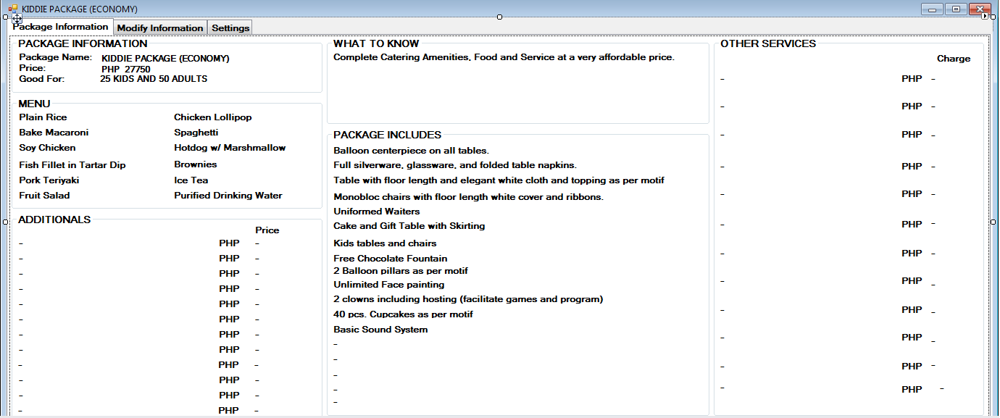 KIDDIE PACKAGE (ECONOMY)
Package Information Modify Information Settings
PACKAGE INFORMATION
Package Name: KIDDIE PACKAGE (ECONOMY)
Price: PHP 27750
Good For: 25 KIDS AND 50 ADULTS
MENU
Plain Rice Chicken Lollipop
Bake Macaroni Spaghetti
Soy Chicken Hotdog w/ Marshmallow
Fish Fillet in Tartar Dip Brownies
Pork Teriyaki Ice Tea
Fruit Salad Purified Drinking Water
ADDITIONALS
Price
- PHP -
- PHP -
- PHP -
- PHP -
- PHP -
- PHP -
- PHP -
- PHP -
- PHP -
- PHP -
- PHP -
- PHP -
WHAT TO KNOW
Complete Catering Amenities, Food and Service at a very affordable price.
PACKAGE INCLUDES
Balloon centerpiece on all tables.
Full silverware, glassware, and folded table napkins.
Table with floor length and elegant white cloth and topping as per motif
Monobloc chairs with floor length white cover and ribbons.
Uniformed Waiters
Cake and Gift Table with Skirting
Kids tables and chairs
Free Chocolate Fountain
2 Balloon pillars as per motif
Unlimited Face painting
2 clowns including hosting (facilitate games and program)
40 pcs. Cupcakes as per motif
Basic Sound System
-
-
-
-
-
OTHER SERVICES
Charge
- PHP -
- PHP -
- PHP -
- PHP -
- PHP -
- PHP -
- PHP -
- PHP -
- PHP -
- PHP -
- PHP -
- PHP -